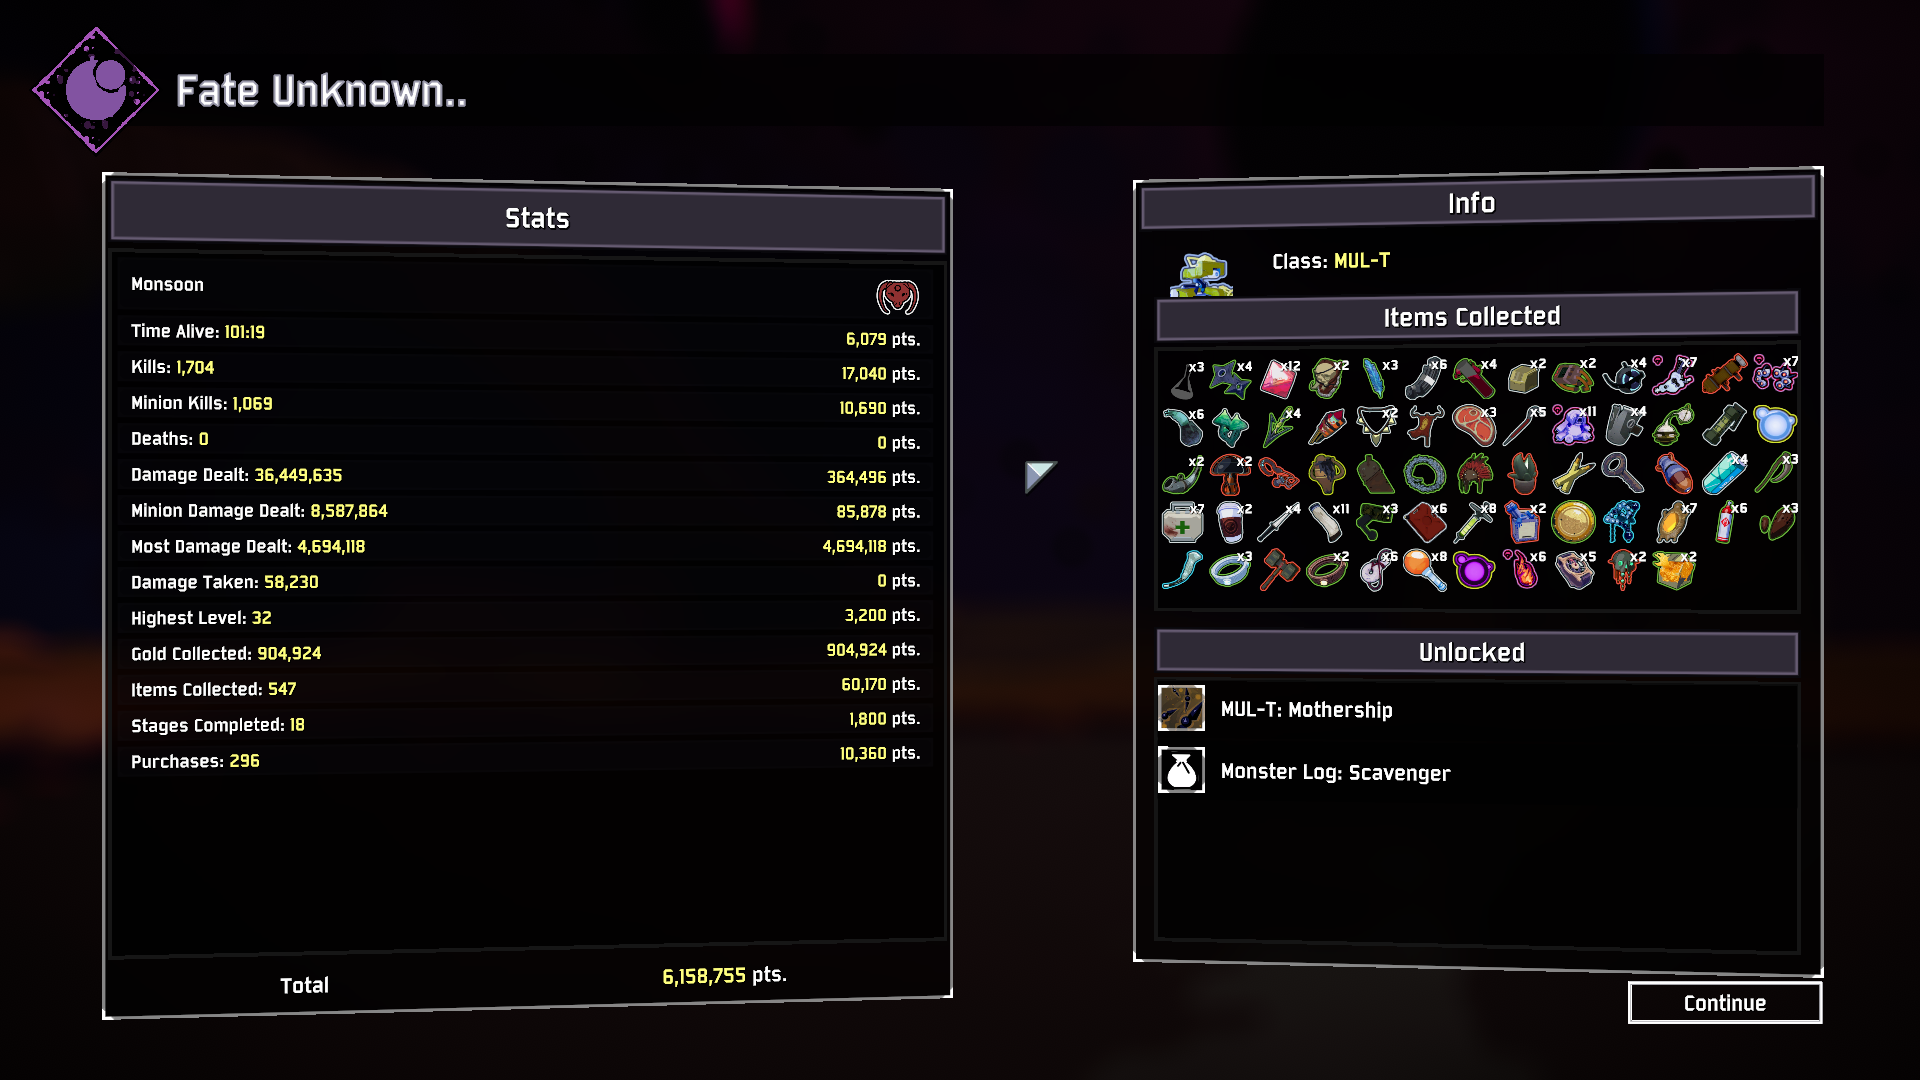 Fate Unknown..
Stats
Monsoon
Time Alive: 101:19 6,079 pts.
Kills: 1,704 17,040 pts.
Minion Kills: 1,069 10,690 pts.
Deaths: 0 0 pts.
Damage Dealt: 36,449,635 364,496 pts.
Minion Damage Dealt: 8,587,864 85,878 pts.
Most Damage Dealt: 4,694,118 4,694,118 pts.
Damage Taken: 58,230 0 pts.
Highest Level: 32 3,200 pts.
Gold Collected: 904,924 904,924 pts.
Items Collected: 547 60,170 pts.
Stages Completed: 18 1,800 pts.
Purchases: 296 10,360 pts.
Total 6,158,755 pts.
Info
Class: MUL-T
Items Collected
x3 x4 x12 x2 x3 x6 x4 x2 x2 x4 x7 x7
x6 x4 x2 x3 x5 x11 x4
x2 x2 x4 x3
x7 x2 x4 x11 x3 x6 x8 x2 x7 x6 x3
x3 x2 x6 x8 x6 x5 x2 x2
Unlocked
MUL-T: Mothership
Monster Log: Scavenger
Continue